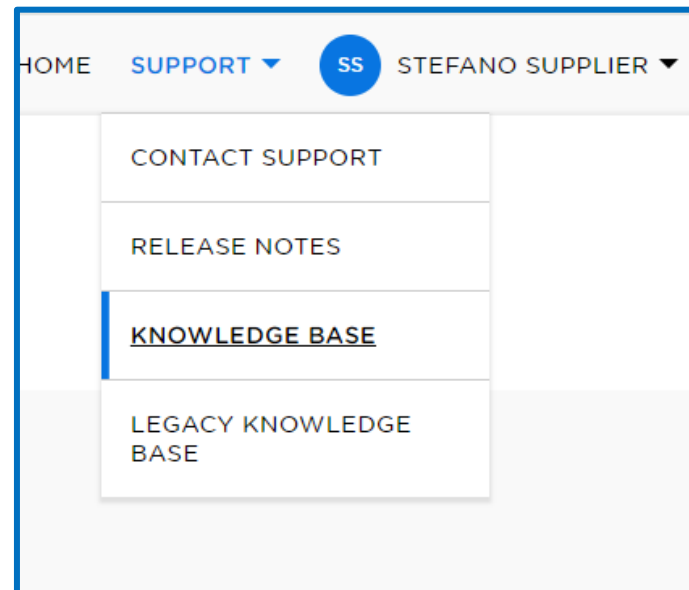 HOME SUPPORT SS STEFANO SUPPLIER
CONTACT SUPPORT
RELEASE NOTES
KNOWLEDGE BASE
LEGACY KNOWLEDGE
BASE